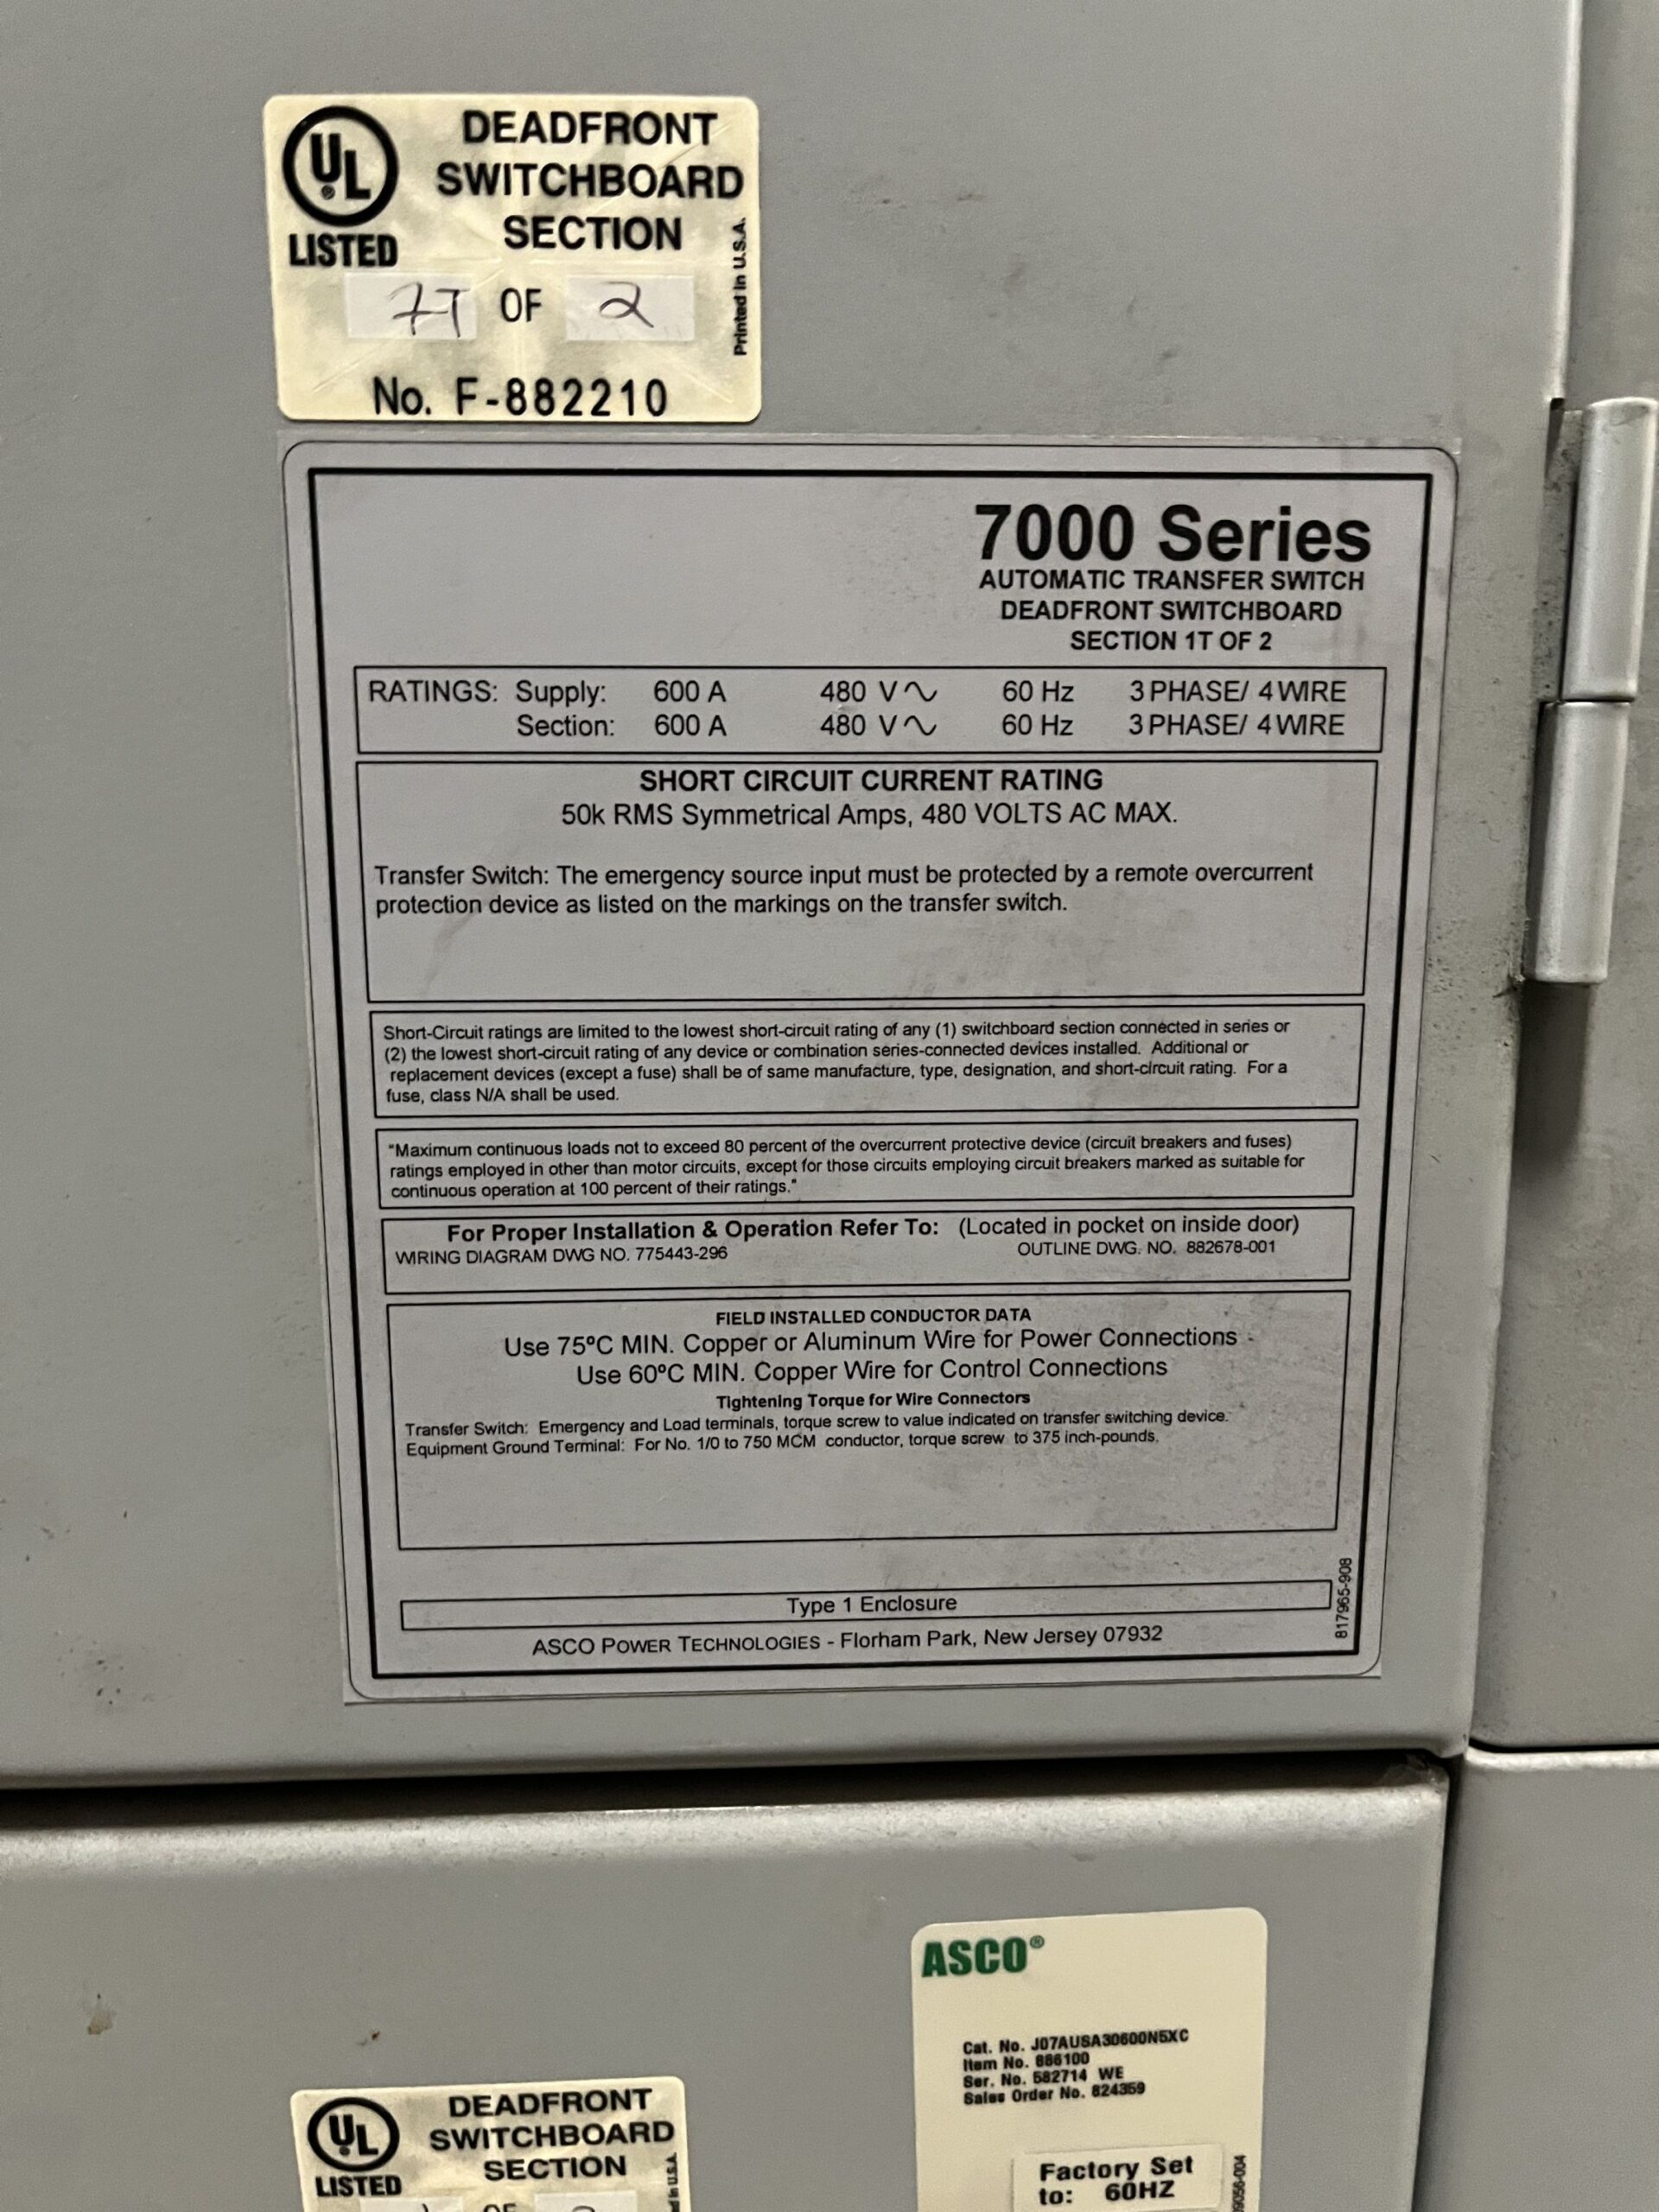 UL
LISTED
DEADFRONT
SWITCHBOARD
SECTION
1T OF 2
No. F-882210
Printed in U.S.A.
7000 Series
AUTOMATIC TRANSFER SWITCH
DEADFRONT SWITCHBOARD
SECTION 1T OF 2
RATINGS: Supply: 600 A 480 V∿ 60 Hz 3 PHASE/ 4 WIRE
Section: 600 A 480 V∿ 60 Hz 3 PHASE/ 4 WIRE
SHORT CIRCUIT CURRENT RATING
50k RMS Symmetrical Amps, 480 VOLTS AC MAX.
Transfer Switch: The emergency source input must be protected by a remote overcurrent
protection device as listed on the markings on the transfer switch.
Short-Circuit ratings are limited to the lowest short-circuit rating of any (1) switchboard section connected in series or
(2) the lowest short-circuit rating of any device or combination series-connected devices installed. Additional or
replacement devices (except a fuse) shall be of same manufacture, type, designation, and short-circuit rating. For a
fuse, class N/A shall be used.
"Maximum continuous loads not to exceed 80 percent of the overcurrent protective device (circuit breakers and fuses)
ratings employed in other than motor circuits, except for those circuits employing circuit breakers marked as suitable for
continuous operation at 100 percent of their ratings."
For Proper Installation & Operation Refer To: (Located in pocket on inside door)
WIRING DIAGRAM DWG NO. 775443-296 OUTLINE DWG. NO. 882678-001
FIELD INSTALLED CONDUCTOR DATA
Use 75ºC MIN. Copper or Aluminum Wire for Power Connections
Use 60ºC MIN. Copper Wire for Control Connections
Tightening Torque for Wire Connectors
Transfer Switch: Emergency and Load terminals, torque screw to value indicated on transfer switching device.
Equipment Ground Terminal: For No. 1/0 to 750 MCM conductor, torque screw to 375 inch-pounds.
Type 1 Enclosure
817965-908
ASCO POWER TECHNOLOGIES - Florham Park, New Jersey 07932
ASCO®
Cat. No. J07AUSA30600N5XC
Item No. 886100
Ser. No. 582714 WE
Sales Order No. 824359
Factory Set
to: 60HZ
UL
LISTED
DEADFRONT
SWITCHBOARD
SECTION
OF